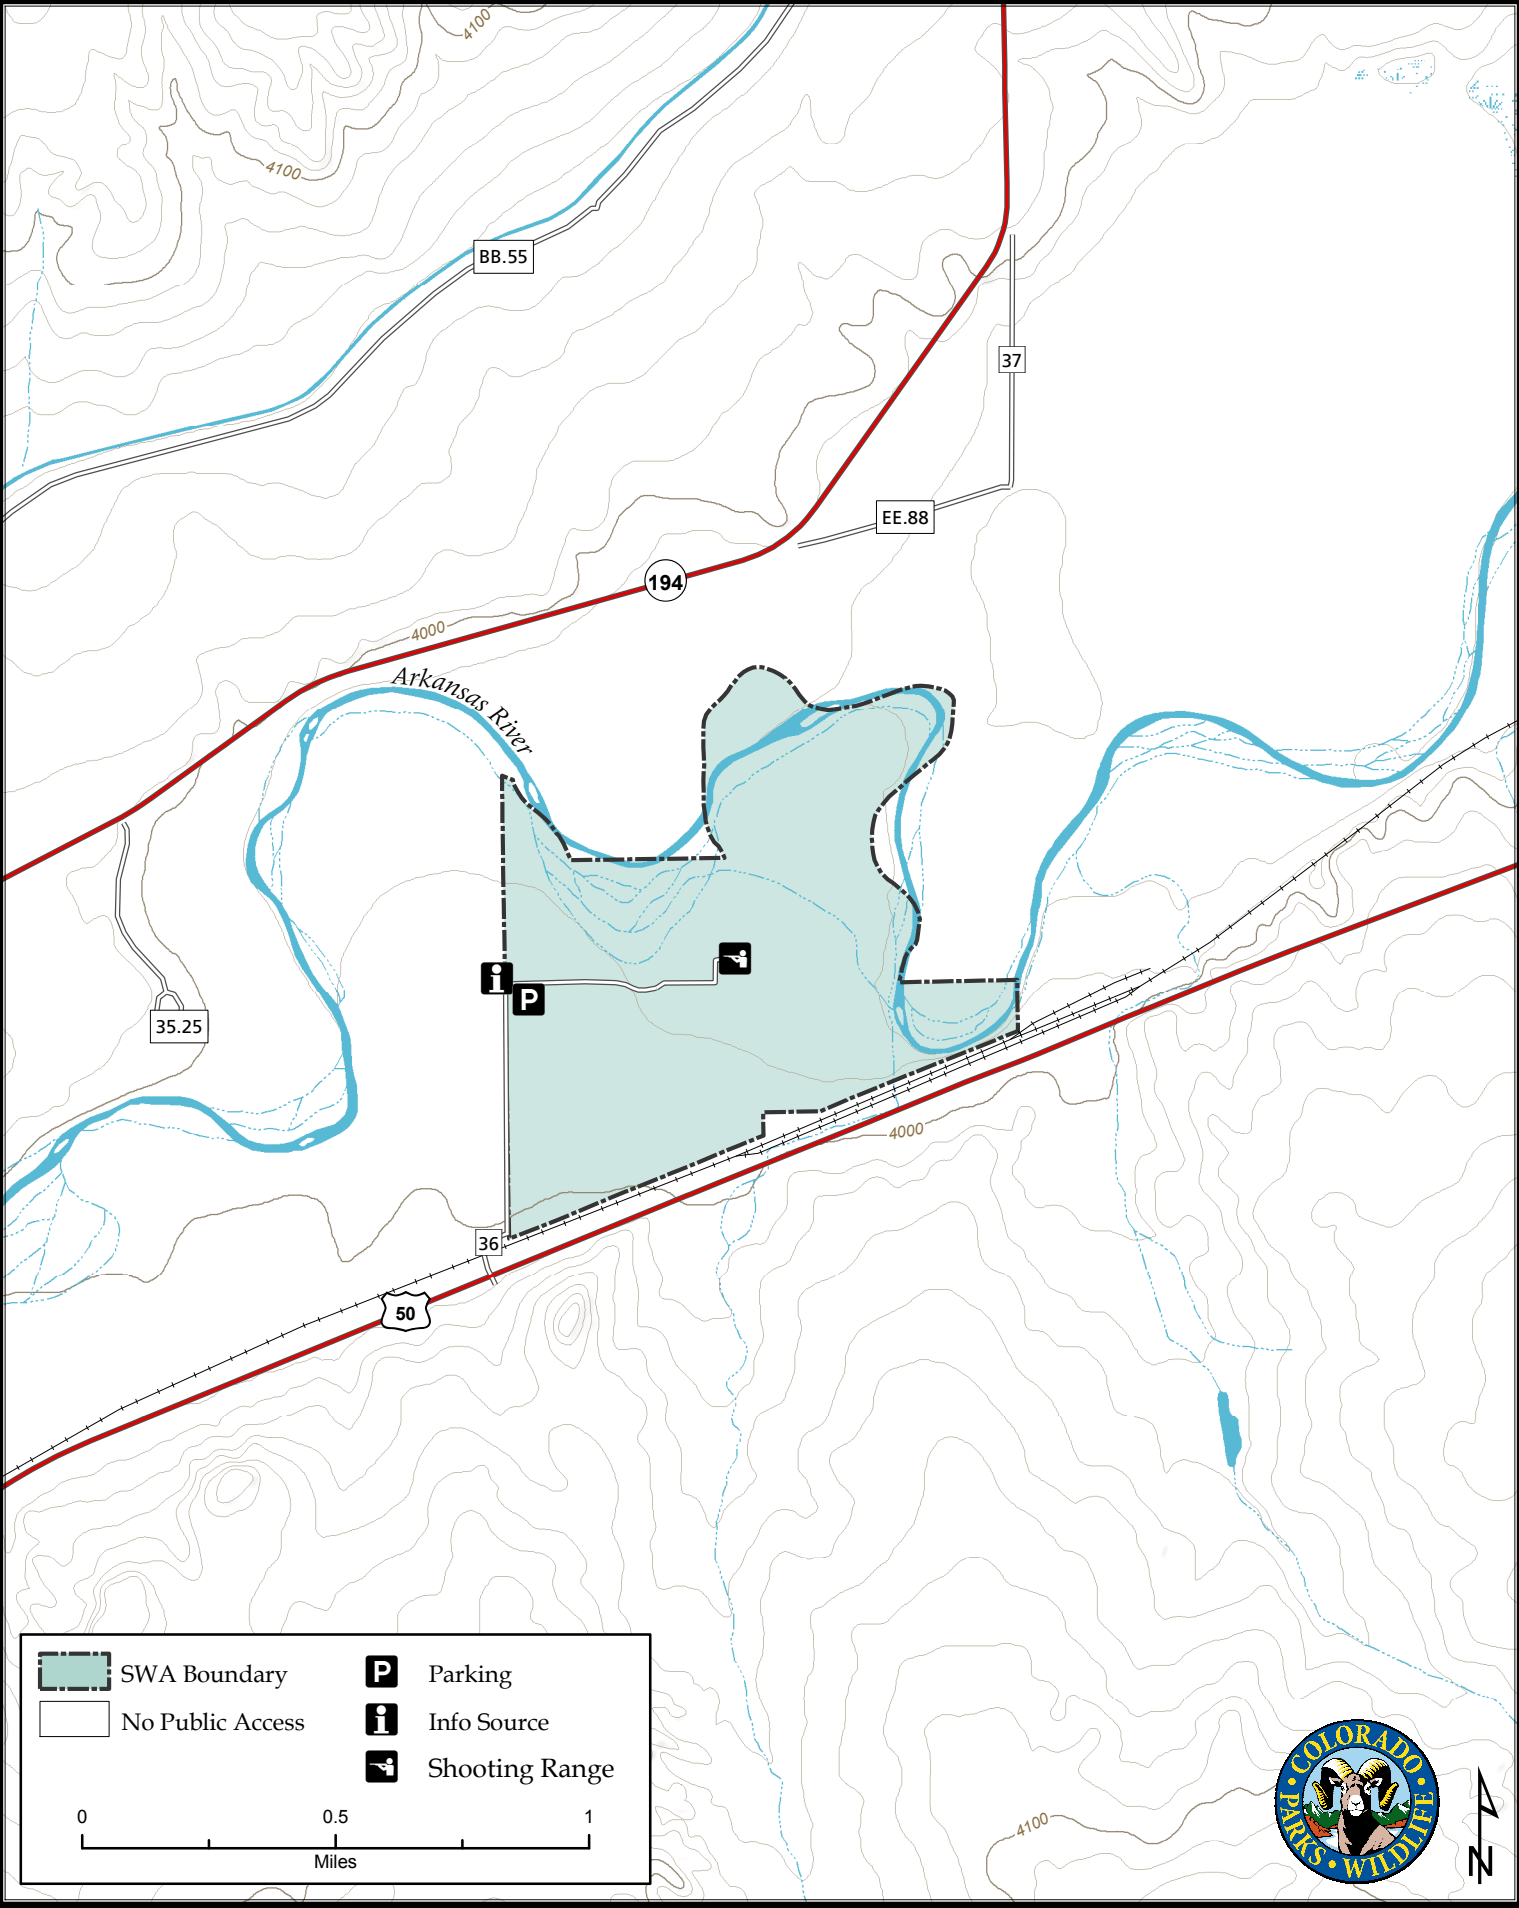 4100
4100
BB.55
37
EE.88
194
4000
Arkansas River
i
P
35.25
4000
36
50
SWA Boundary
No Public Access
P Parking
i Info Source
Shooting Range
0 0.5 1
Miles
4100
COLORADO
PARKS • WILDLIFE
N